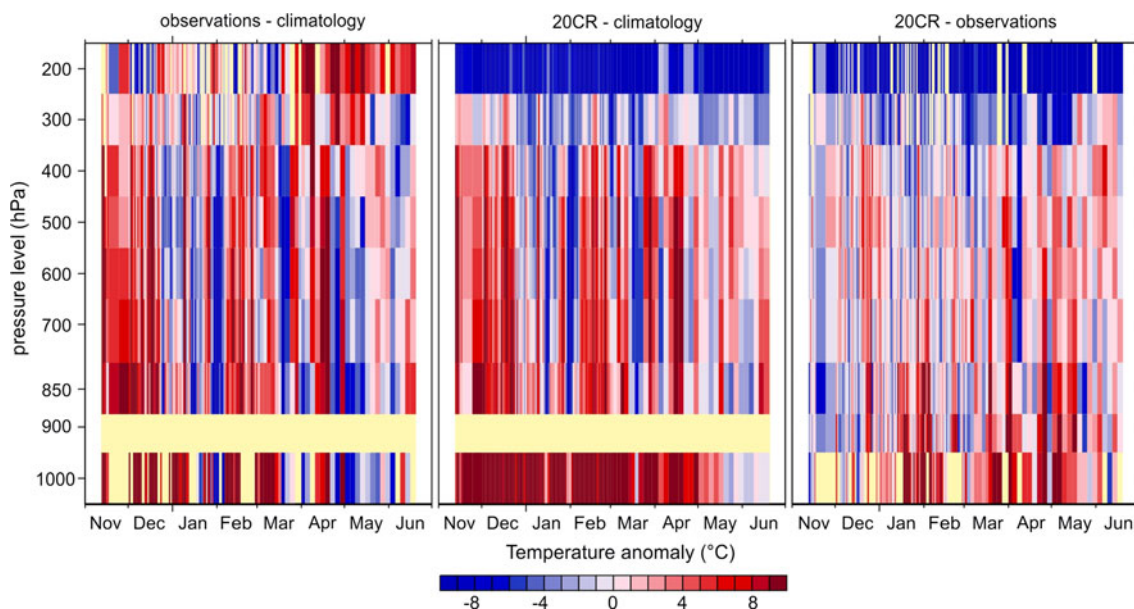 observations - climatology
20CR - climatology
20CR - observations
pressure level (hPa)
200
300
400
500
600
700
850
900
1000
Nov Dec Jan Feb Mar Apr May Jun
Nov Dec Jan Feb Mar Apr May Jun
Nov Dec Jan Feb Mar Apr May Jun
Temperature anomaly (°C)
-8 -4 0 4 8